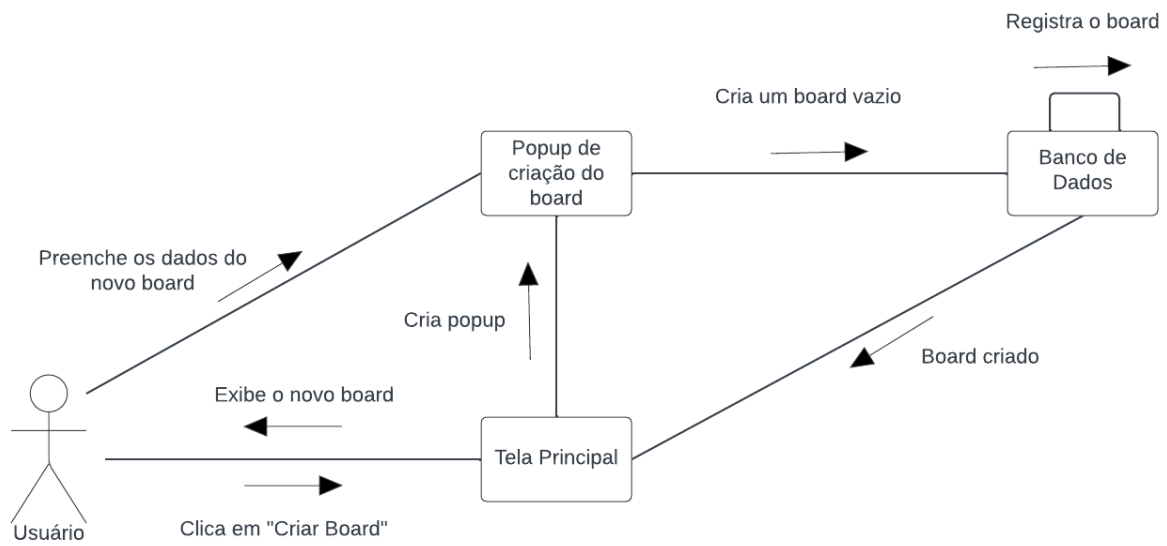 Registra o board
Cria um board vazio
Popup de
criação do
board
Banco de
Dados
Preenche os dados do
novo board
Cria popup
Board criado
Exibe o novo board
Tela Principal
Clica em "Criar Board"
Usuário